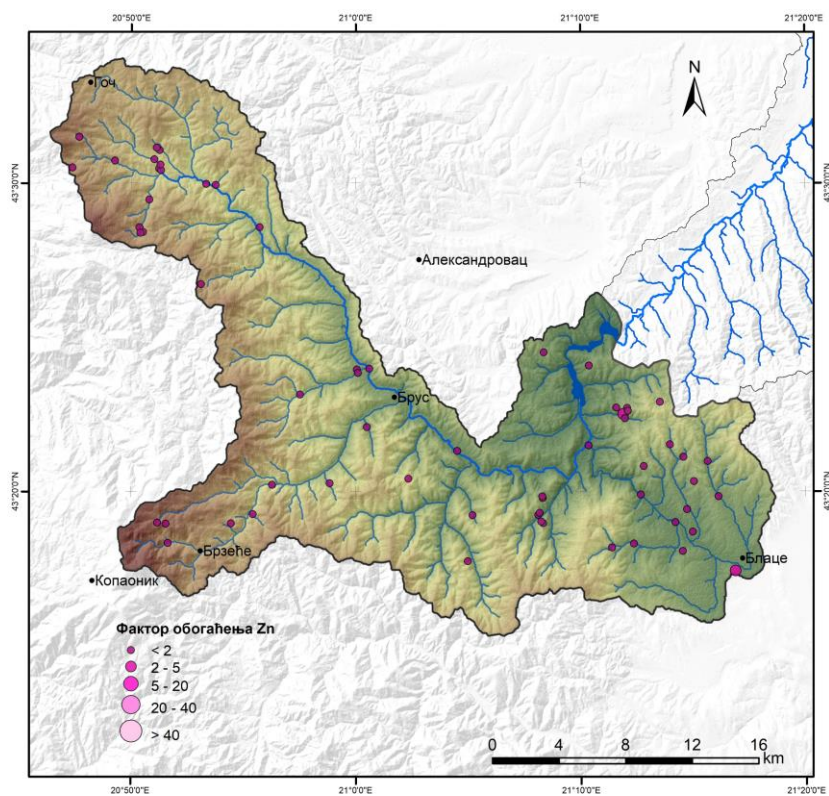 20°50'0"E 21°0'0"E 21°10'0"E 21°20'0"E
N
Гоч
43°30'0"N 43°30'0"N
Александровац
Брус
43°20'0"N 43°20'0"N
Брзеће
Блаце
Копаоник
Фактор обогаћења Zn
< 2
2 - 5
5 - 20
20 - 40
> 40
0 4 8 12 16
km
20°50'0"E 21°0'0"E 21°10'0"E 21°20'0"E